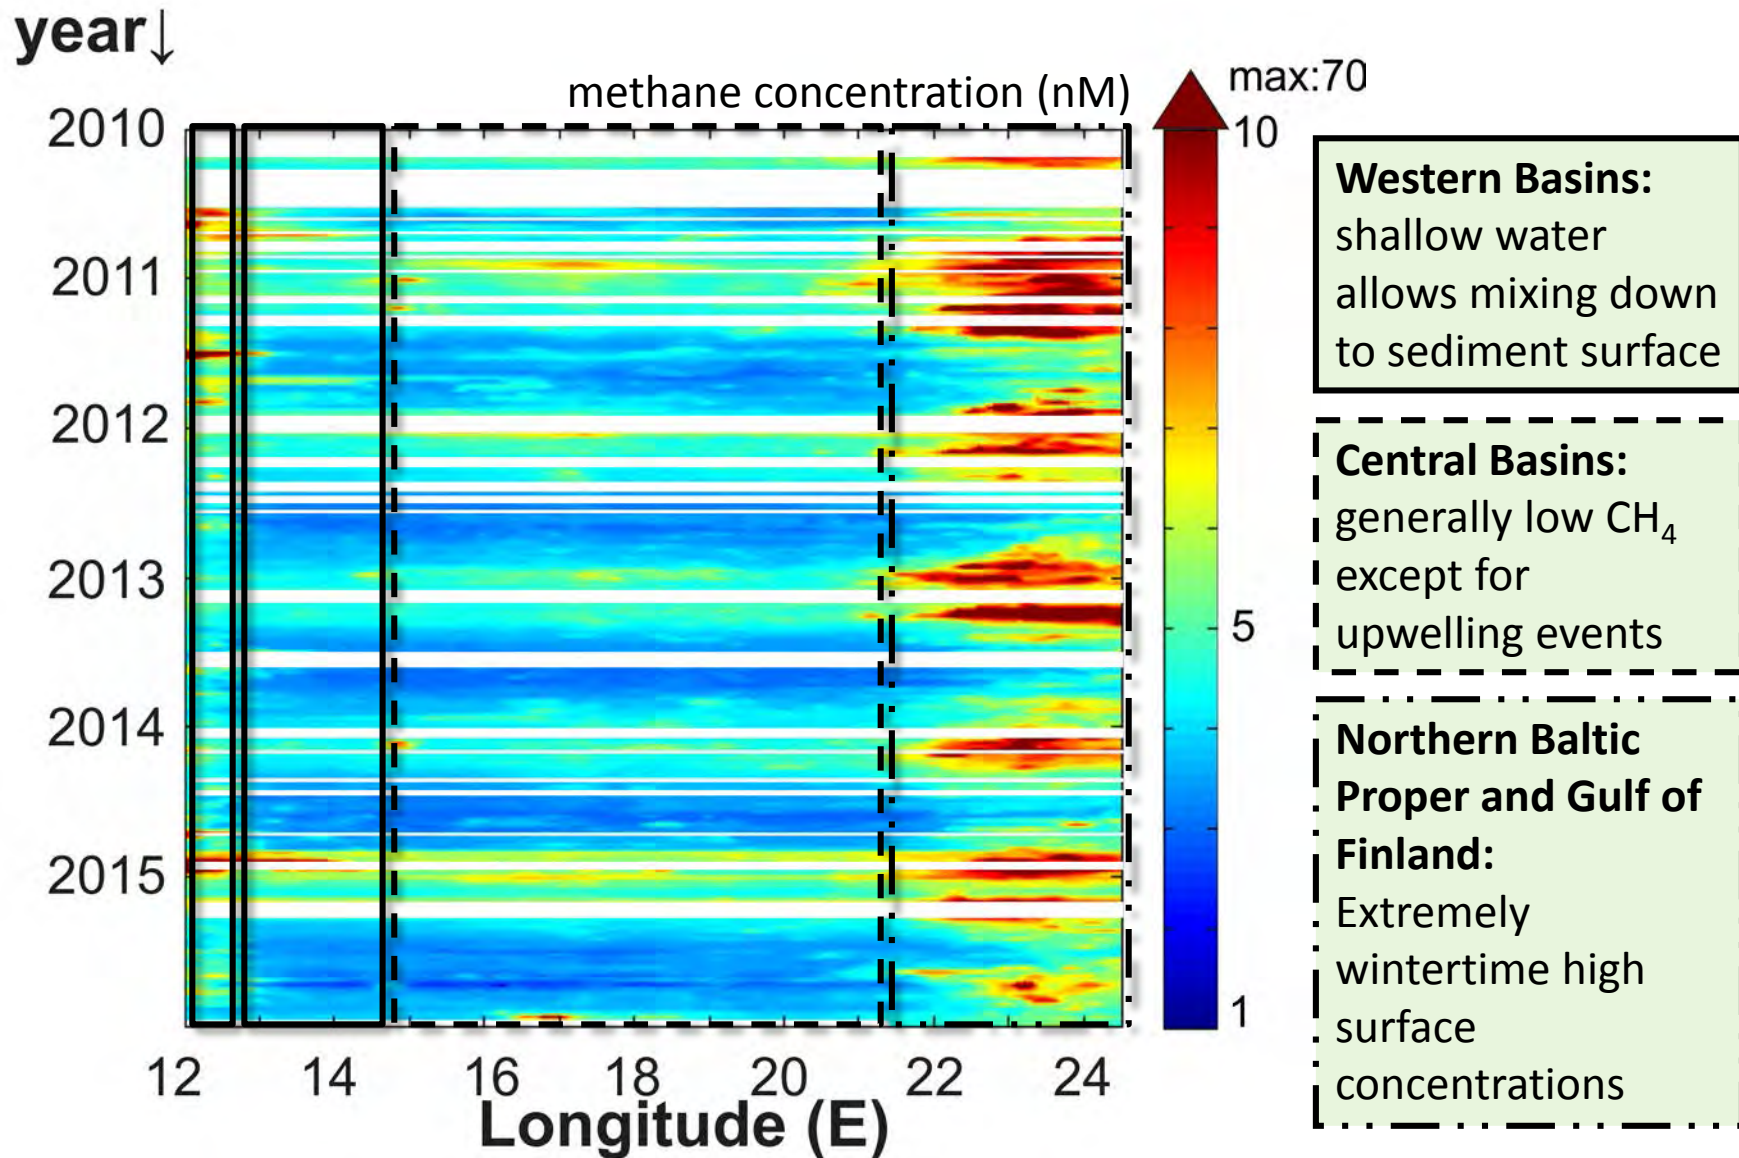 year↓
methane concentration (nM)
max:70
10
5
1
2010
2011
2012
2013
2014
2015
12 14 16 18 20 22 24
Longitude (E)
Western Basins:
shallow water
allows mixing down
to sediment surface
Central Basins:
generally low CH₄
except for
upwelling events
Northern Baltic
Proper and Gulf of
Finland:
Extremely
wintertime high
surface
concentrations